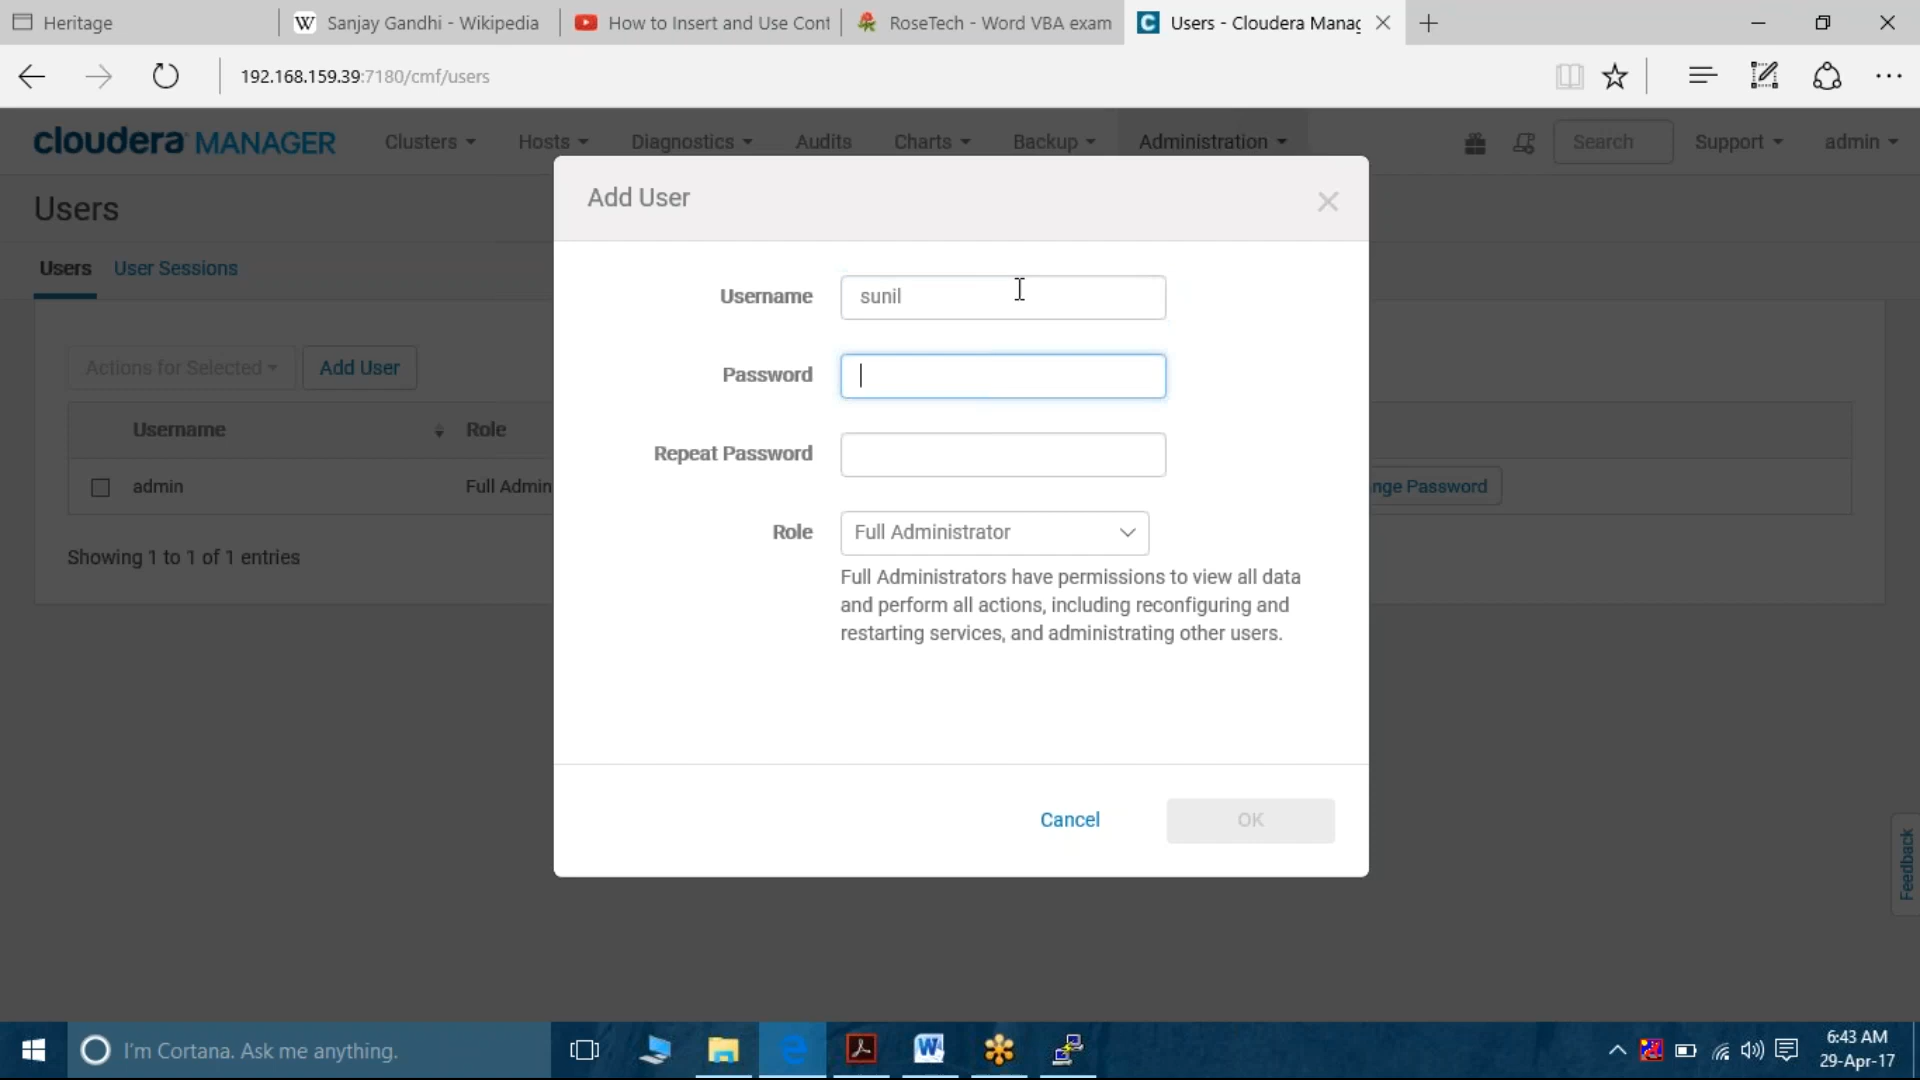 Heritage
Sanjay Gandhi - Wikipedia
How to Insert and Use Cont
RoseTech - Word VBA exam
Users - Cloudera Manag
192.168.159.39:7180/cmf/users
cloudera MANAGER
Clusters
Hosts
Diagnostics
Audits
Charts
Backup
Administration
Search
Support
admin
Users
Users
User Sessions
Actions for Selected
Add User
Username
Role
admin
Full Admin
nge Password
Showing 1 to 1 of 1 entries
Add User
Username
sunil
Password
Repeat Password
Role
Full Administrator
Full Administrators have permissions to view all data
and perform all actions, including reconfiguring and
restarting services, and administrating other users.
Cancel
OK
Feedback
I'm Cortana. Ask me anything.
6:43 AM
29-Apr-17